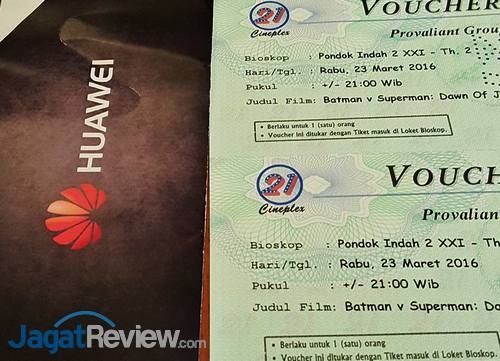 HUAWEI
21
Cineplex
VOUCHER
Provaliant Grou
Bioskop : Pondok Indah 2 XXI - Th. 2
Hari/Tgl. : Rabu, 23 Maret 2016
Pukul : +/- 21:00 Wib
Judul Film: Batman v Superman: Dawn Of J
• Berlaku untuk 1 (satu) orang
• Voucher ini ditukar dengan Tiket masuk di Loket Bioskop.
21
Cineplex
VOUCH
Provalian
Bioskop : Pondok Indah 2 XXI - Th
Hari/Tgl. : Rabu, 23 Maret 2016
Pukul : +/- 21:00 Wib
Judul Film: Batman v Superman: Da
• Berlaku untuk 1 (satu) orang
• Voucher ini ditukar dengan Tiket masuk di Loket Biosko
JagatReview.com